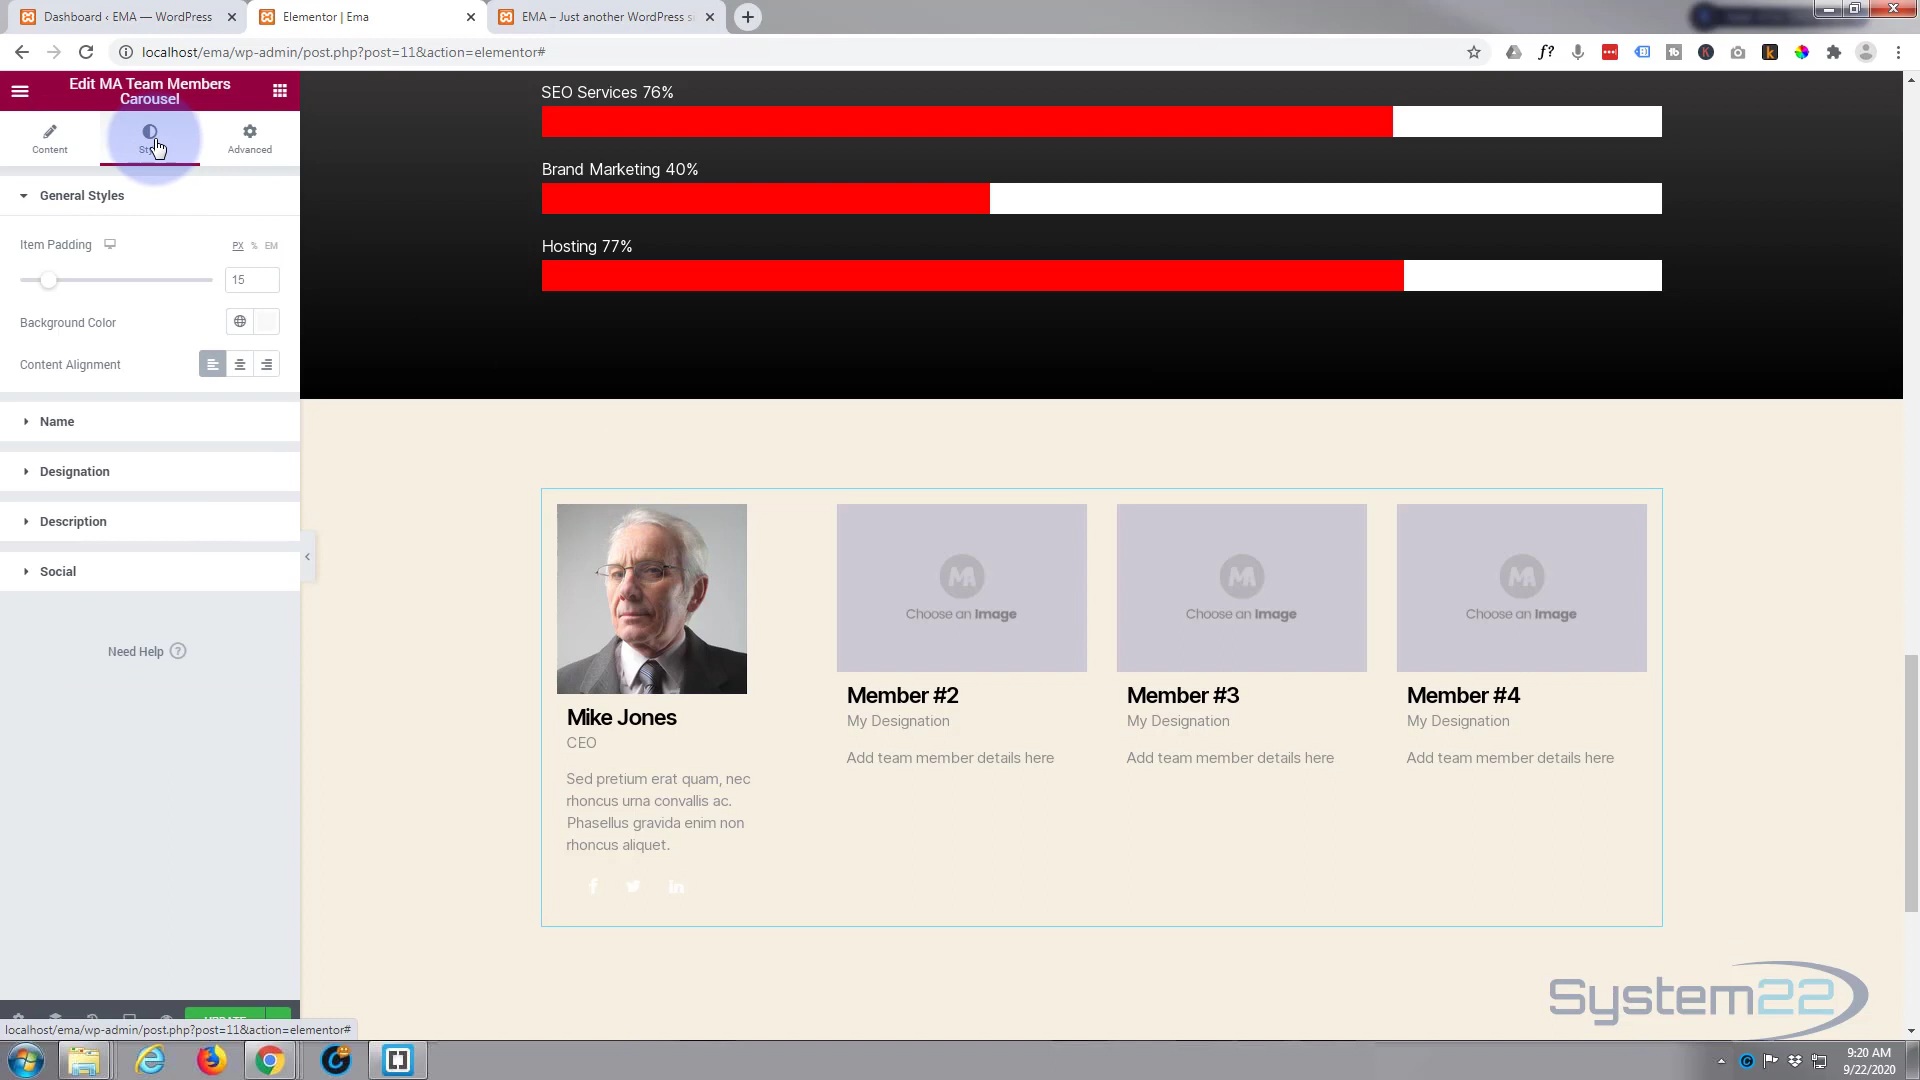 Dashboard ‹ EMA — WordPress
Elementor | Ema
EMA – Just another WordPress si
localhost/ema/wp-admin/post.php?post=11&action=elementor#
Edit MA Team Members
Carousel
Content
Advanced
General Styles
Item Padding
PX % EM
15
Background Color
Content Alignment
Name
Designation
Description
Social
Need Help ?
localhost/ema/wp-admin/post.php?post=11&action=elementor#
SEO Services 76%
Brand Marketing 40%
Hosting 77%
Choose an Image
Choose an Image
Choose an Image
Mike Jones
CEO
Sed pretium erat quam, nec
rhoncus urna convallis ac.
Phasellus gravida enim non
rhoncus aliquet.
Member #2
My Designation
Add team member details here
Member #3
My Designation
Add team member details here
Member #4
My Designation
Add team member details here
System22
9:20 AM
9/22/2020